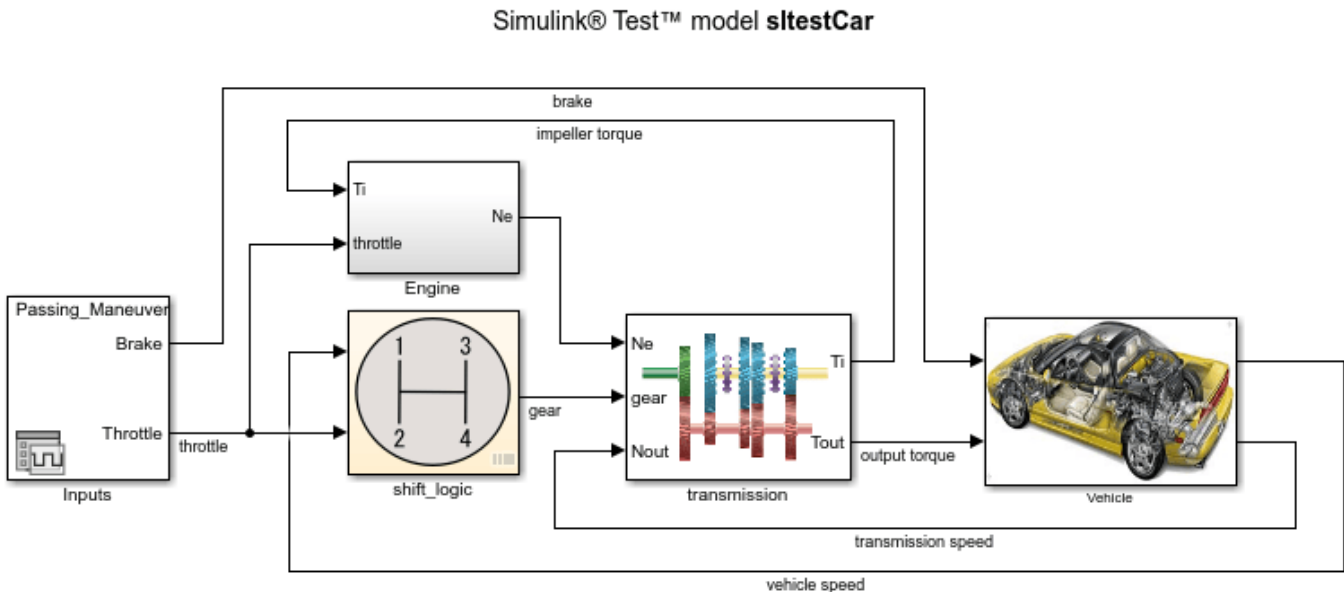 Simulink® Test™ model sltestCar
brake
impeller torque
Ti
throttle
Ne
Engine
Passing_Maneuver
Brake
Throttle
Inputs
throttle
1 3
2 4
shift_logic
gear
Ne
gear
Nout
Ti
Tout
transmission
output torque
Vehicle
transmission speed
vehicle speed